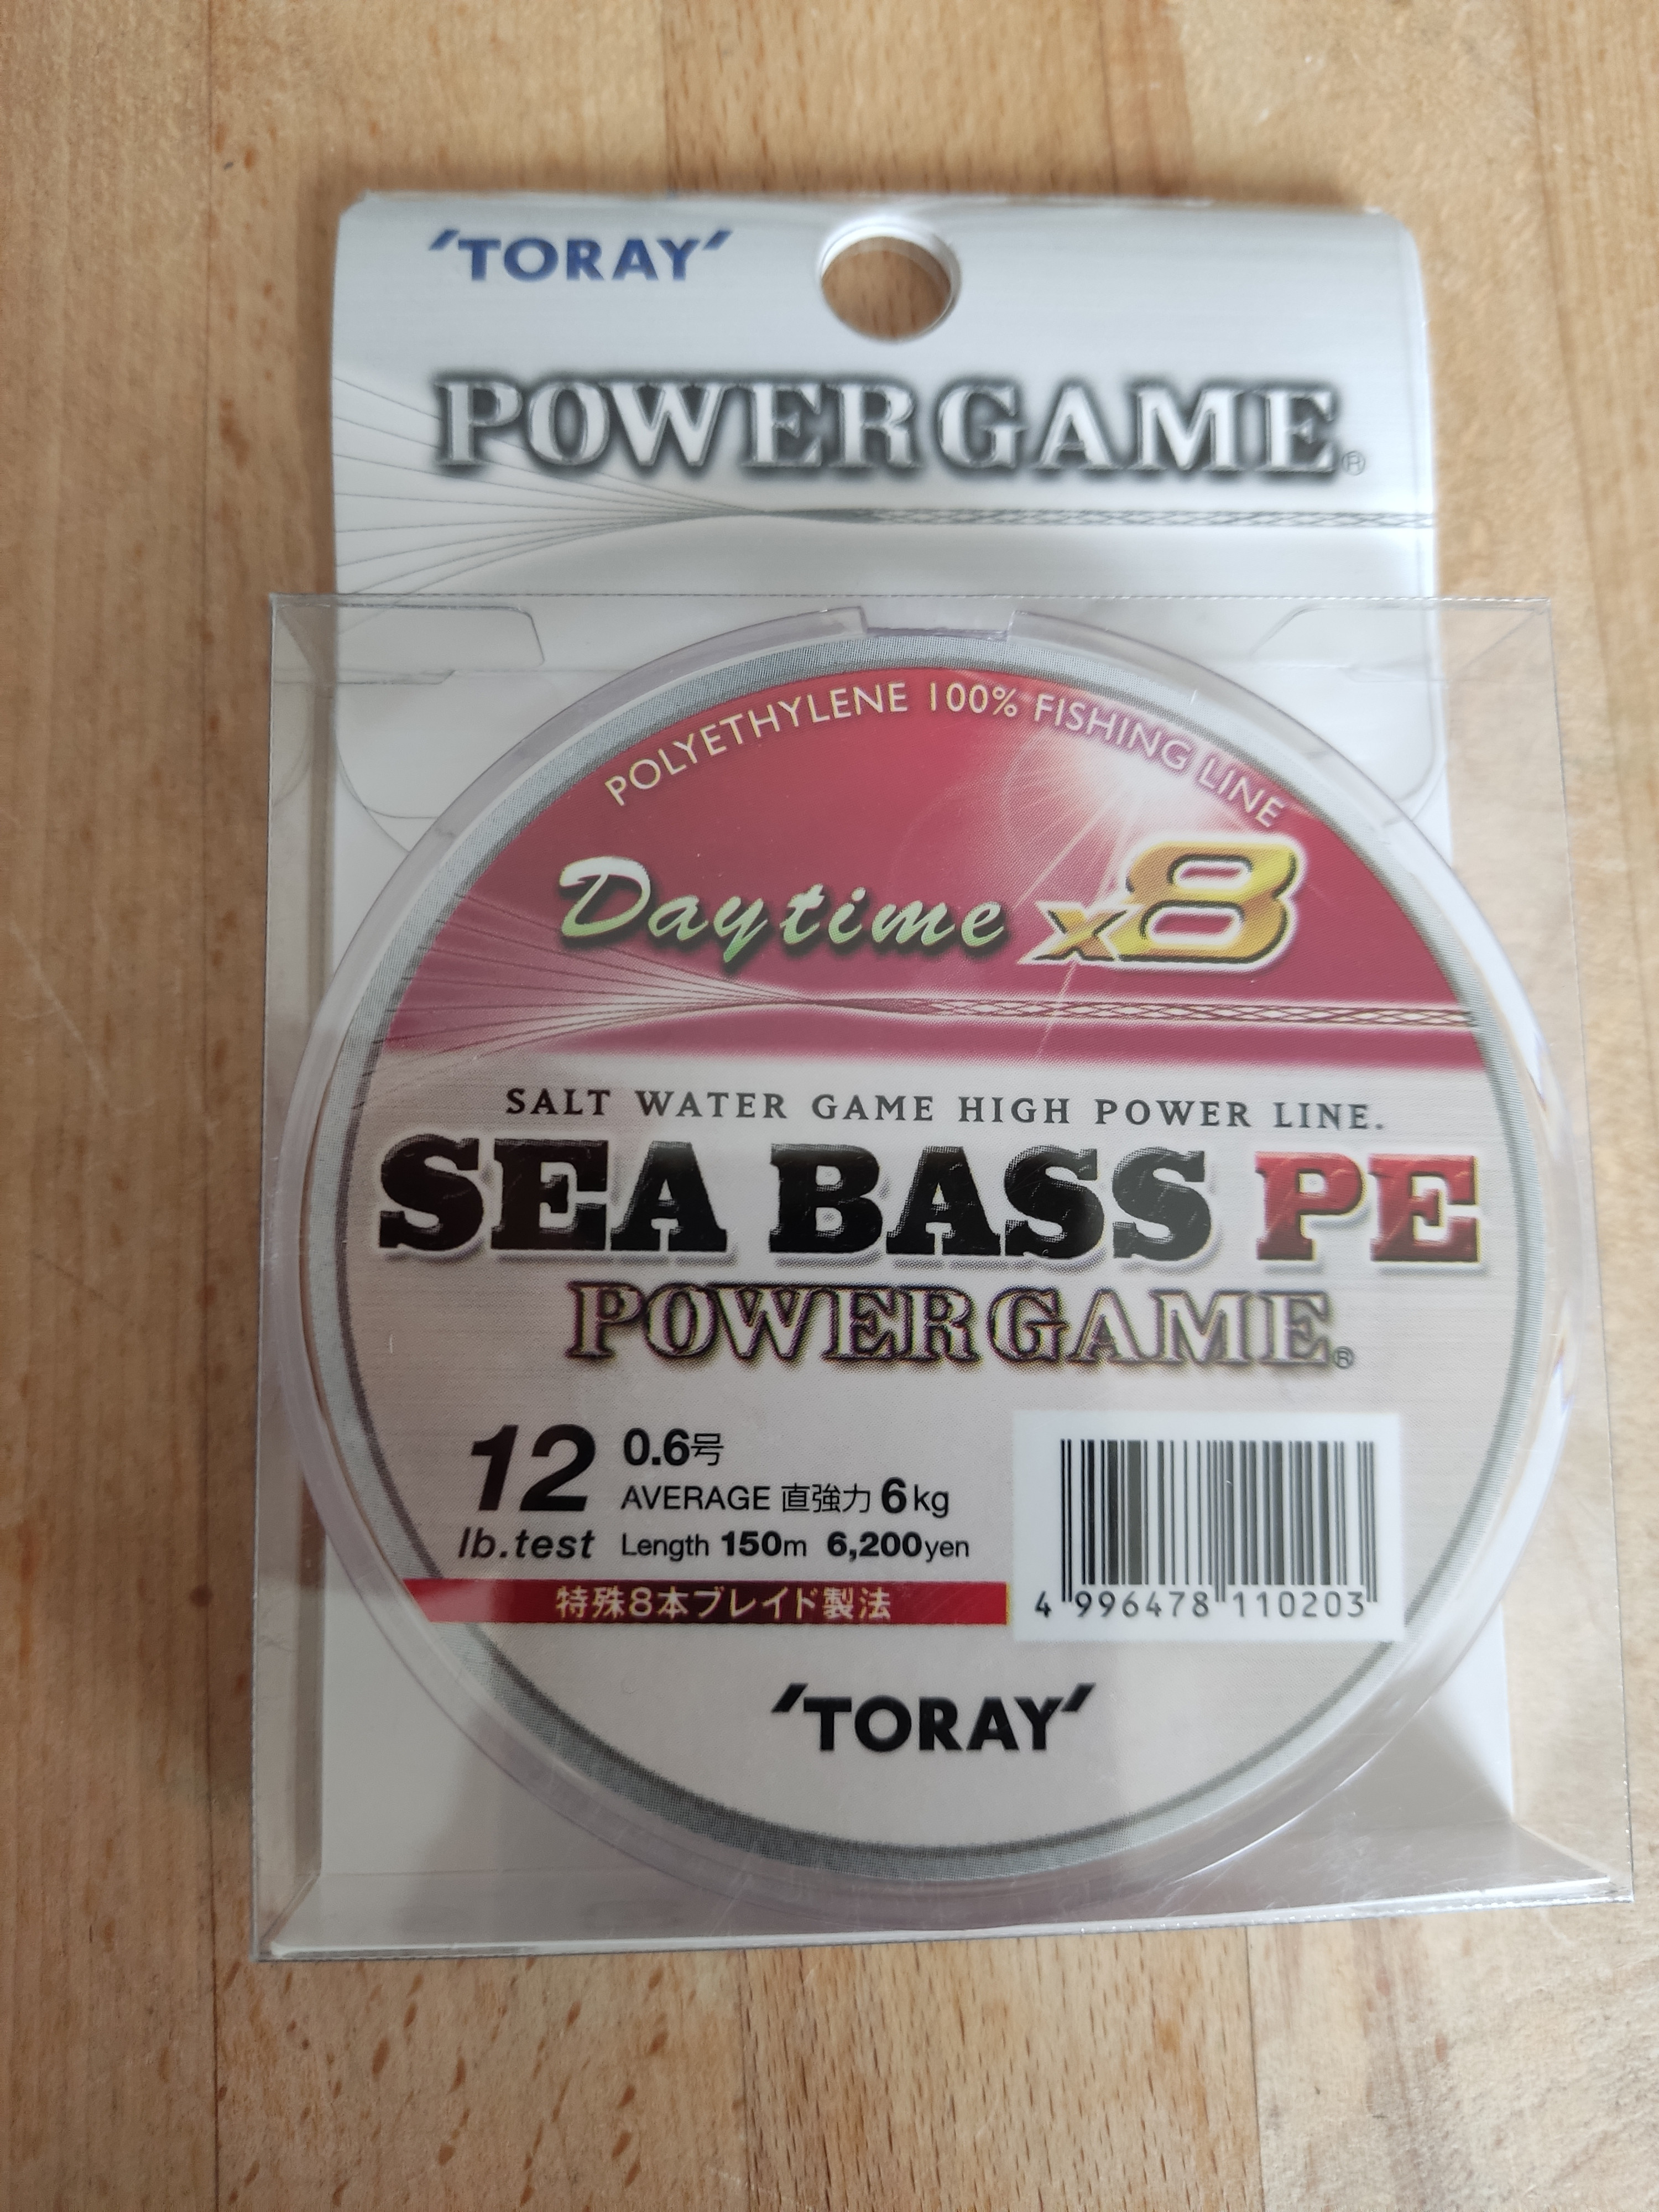 'TORAY'
POWERGAME®
POLYETHYLENE 100% FISHING LINE
Daytime x8
SALT WATER GAME HIGH POWER LINE.
SEA BASS PE
POWERGAME®
12 lb.test
0.6号
AVERAGE 直強力 6kg
Length 150m 6,200yen
特殊8本ブレイド製法
4 996478 110203
'TORAY'